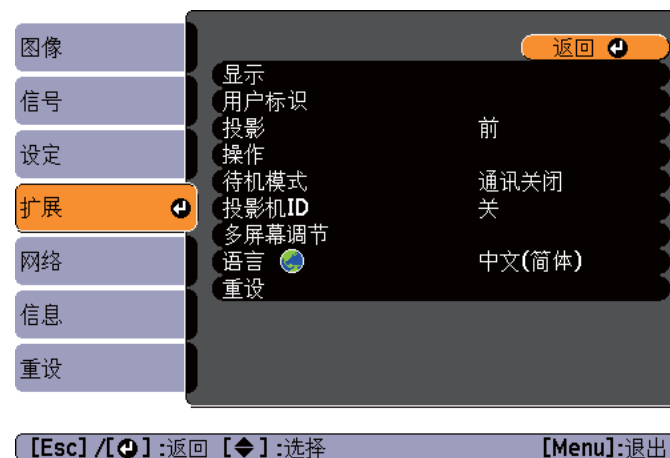 图像
信号
设定
扩展
网络
信息
重设
返回
显示
用户标识
投影 前
操作
待机模式 通讯关闭
投影机ID 关
多屏幕调节
语言 中文(简体)
重设
[Esc] /[ ] :返回 [ ] :选择 [Menu]:退出